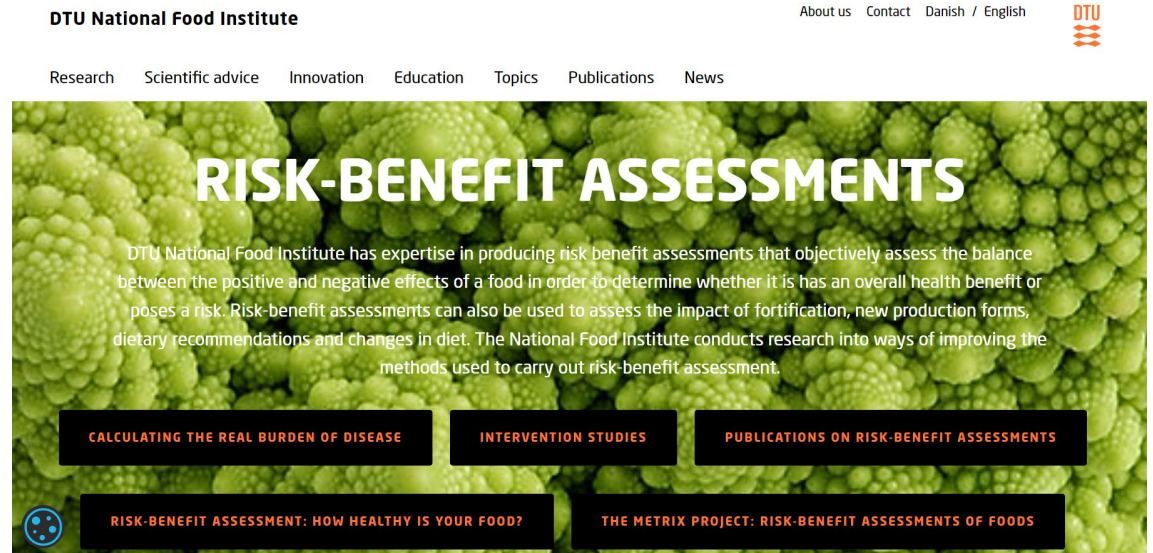 DTU National Food Institute
About us Contact Danish / English
DTU
Research Scientific advice Innovation Education Topics Publications News
RISK-BENEFIT ASSESSMENTS
DTU National Food Institute has expertise in producing risk benefit assessments that objectively assess the balance
between the positive and negative effects of a food in order to determine whether it is has an overall health benefit or
poses a risk. Risk-benefit assessments can also be used to assess the impact of fortification, new production forms,
dietary recommendations and changes in diet. The National Food Institute conducts research into ways of improving the
methods used to carry out risk-benefit assessment.
CALCULATING THE REAL BURDEN OF DISEASE
INTERVENTION STUDIES
PUBLICATIONS ON RISK-BENEFIT ASSESSMENTS
RISK-BENEFIT ASSESSMENT: HOW HEALTHY IS YOUR FOOD?
THE METRIX PROJECT: RISK-BENEFIT ASSESSMENTS OF FOODS